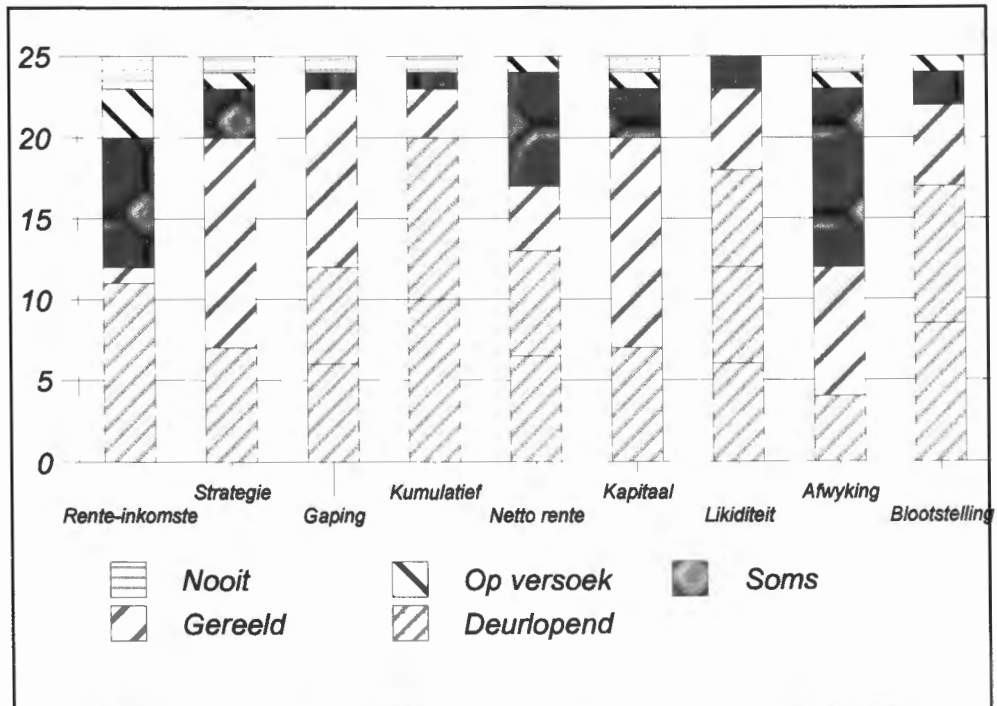 25
20
15
10
5
0
Strategie Kumulatief Kapitaal Afwyking
Rente-inkomste Gaping Netto rente Likiditeit Blootstelling
Nooit Op versoek Soms
Gereeld Deurlopend